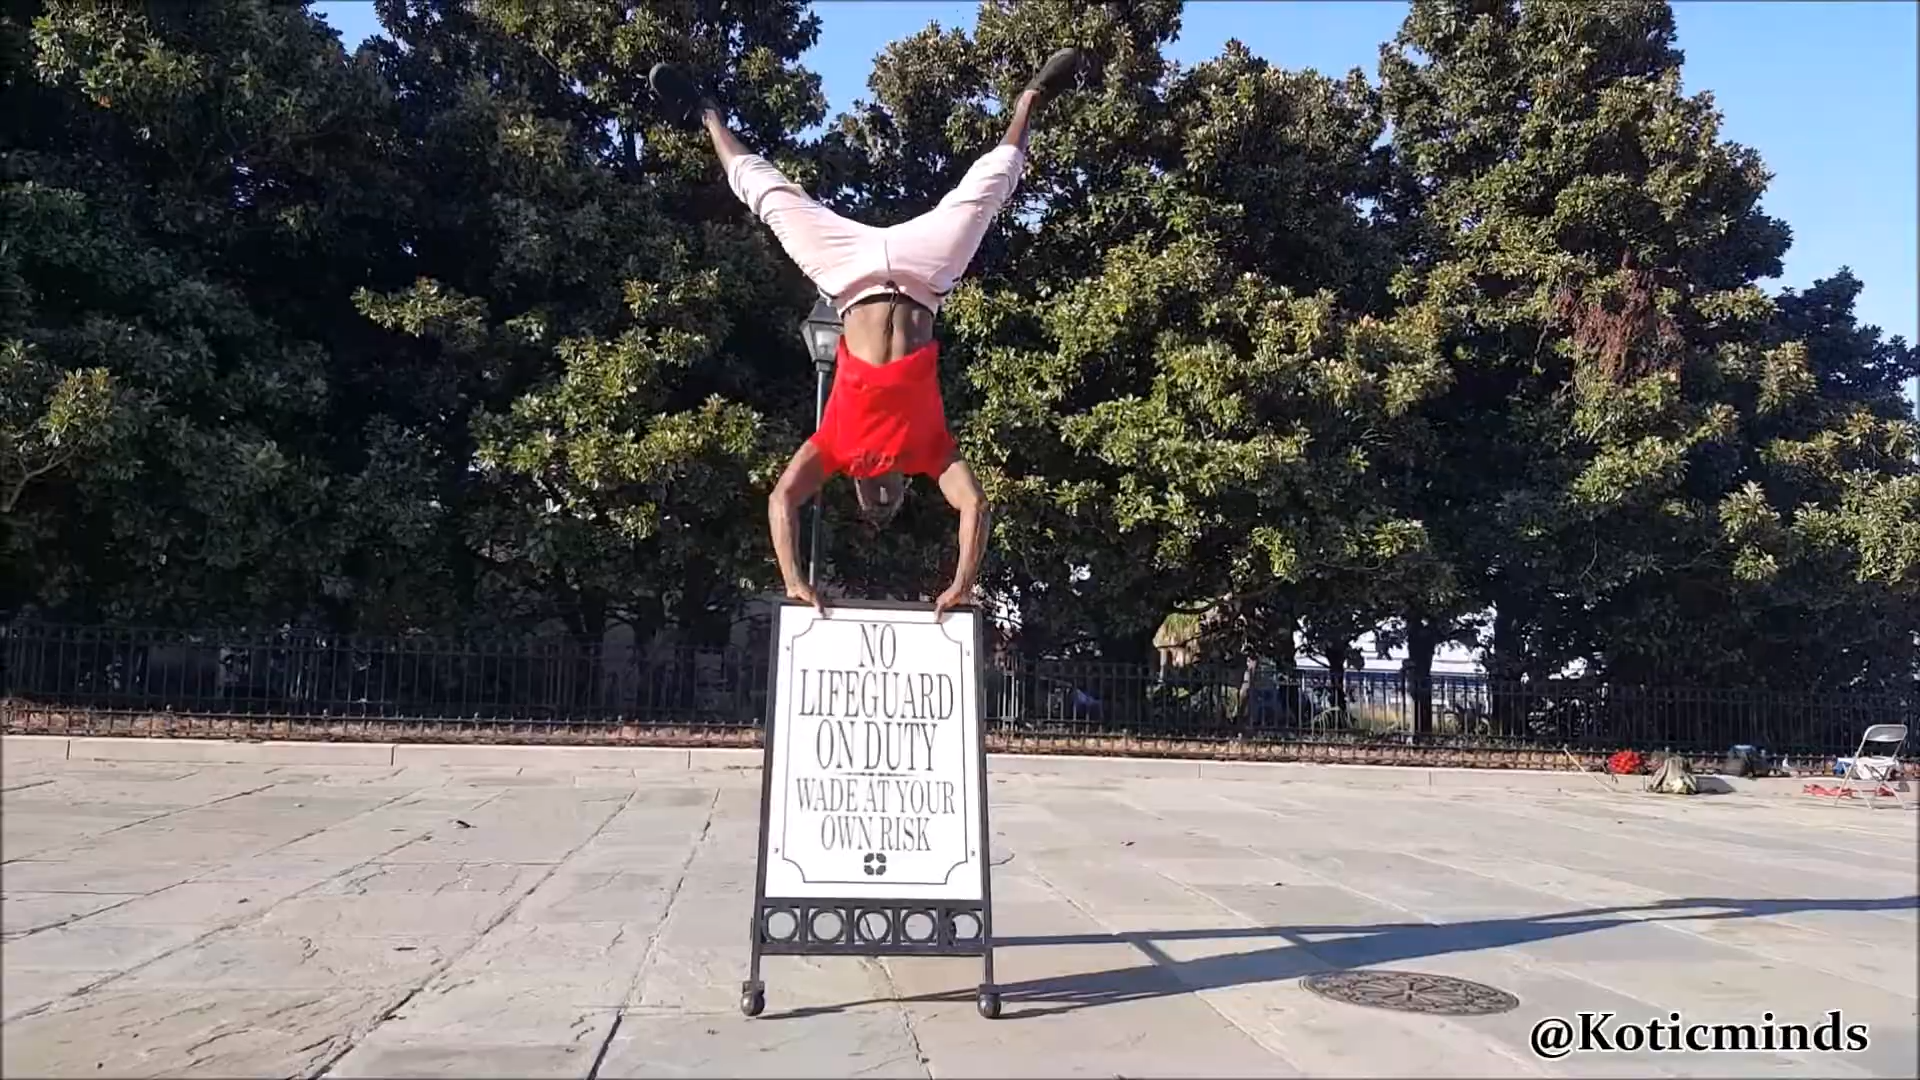 NO
LIFEGUARD
ON DUTY
WADE AT YOUR
OWN RISK
@Koticminds